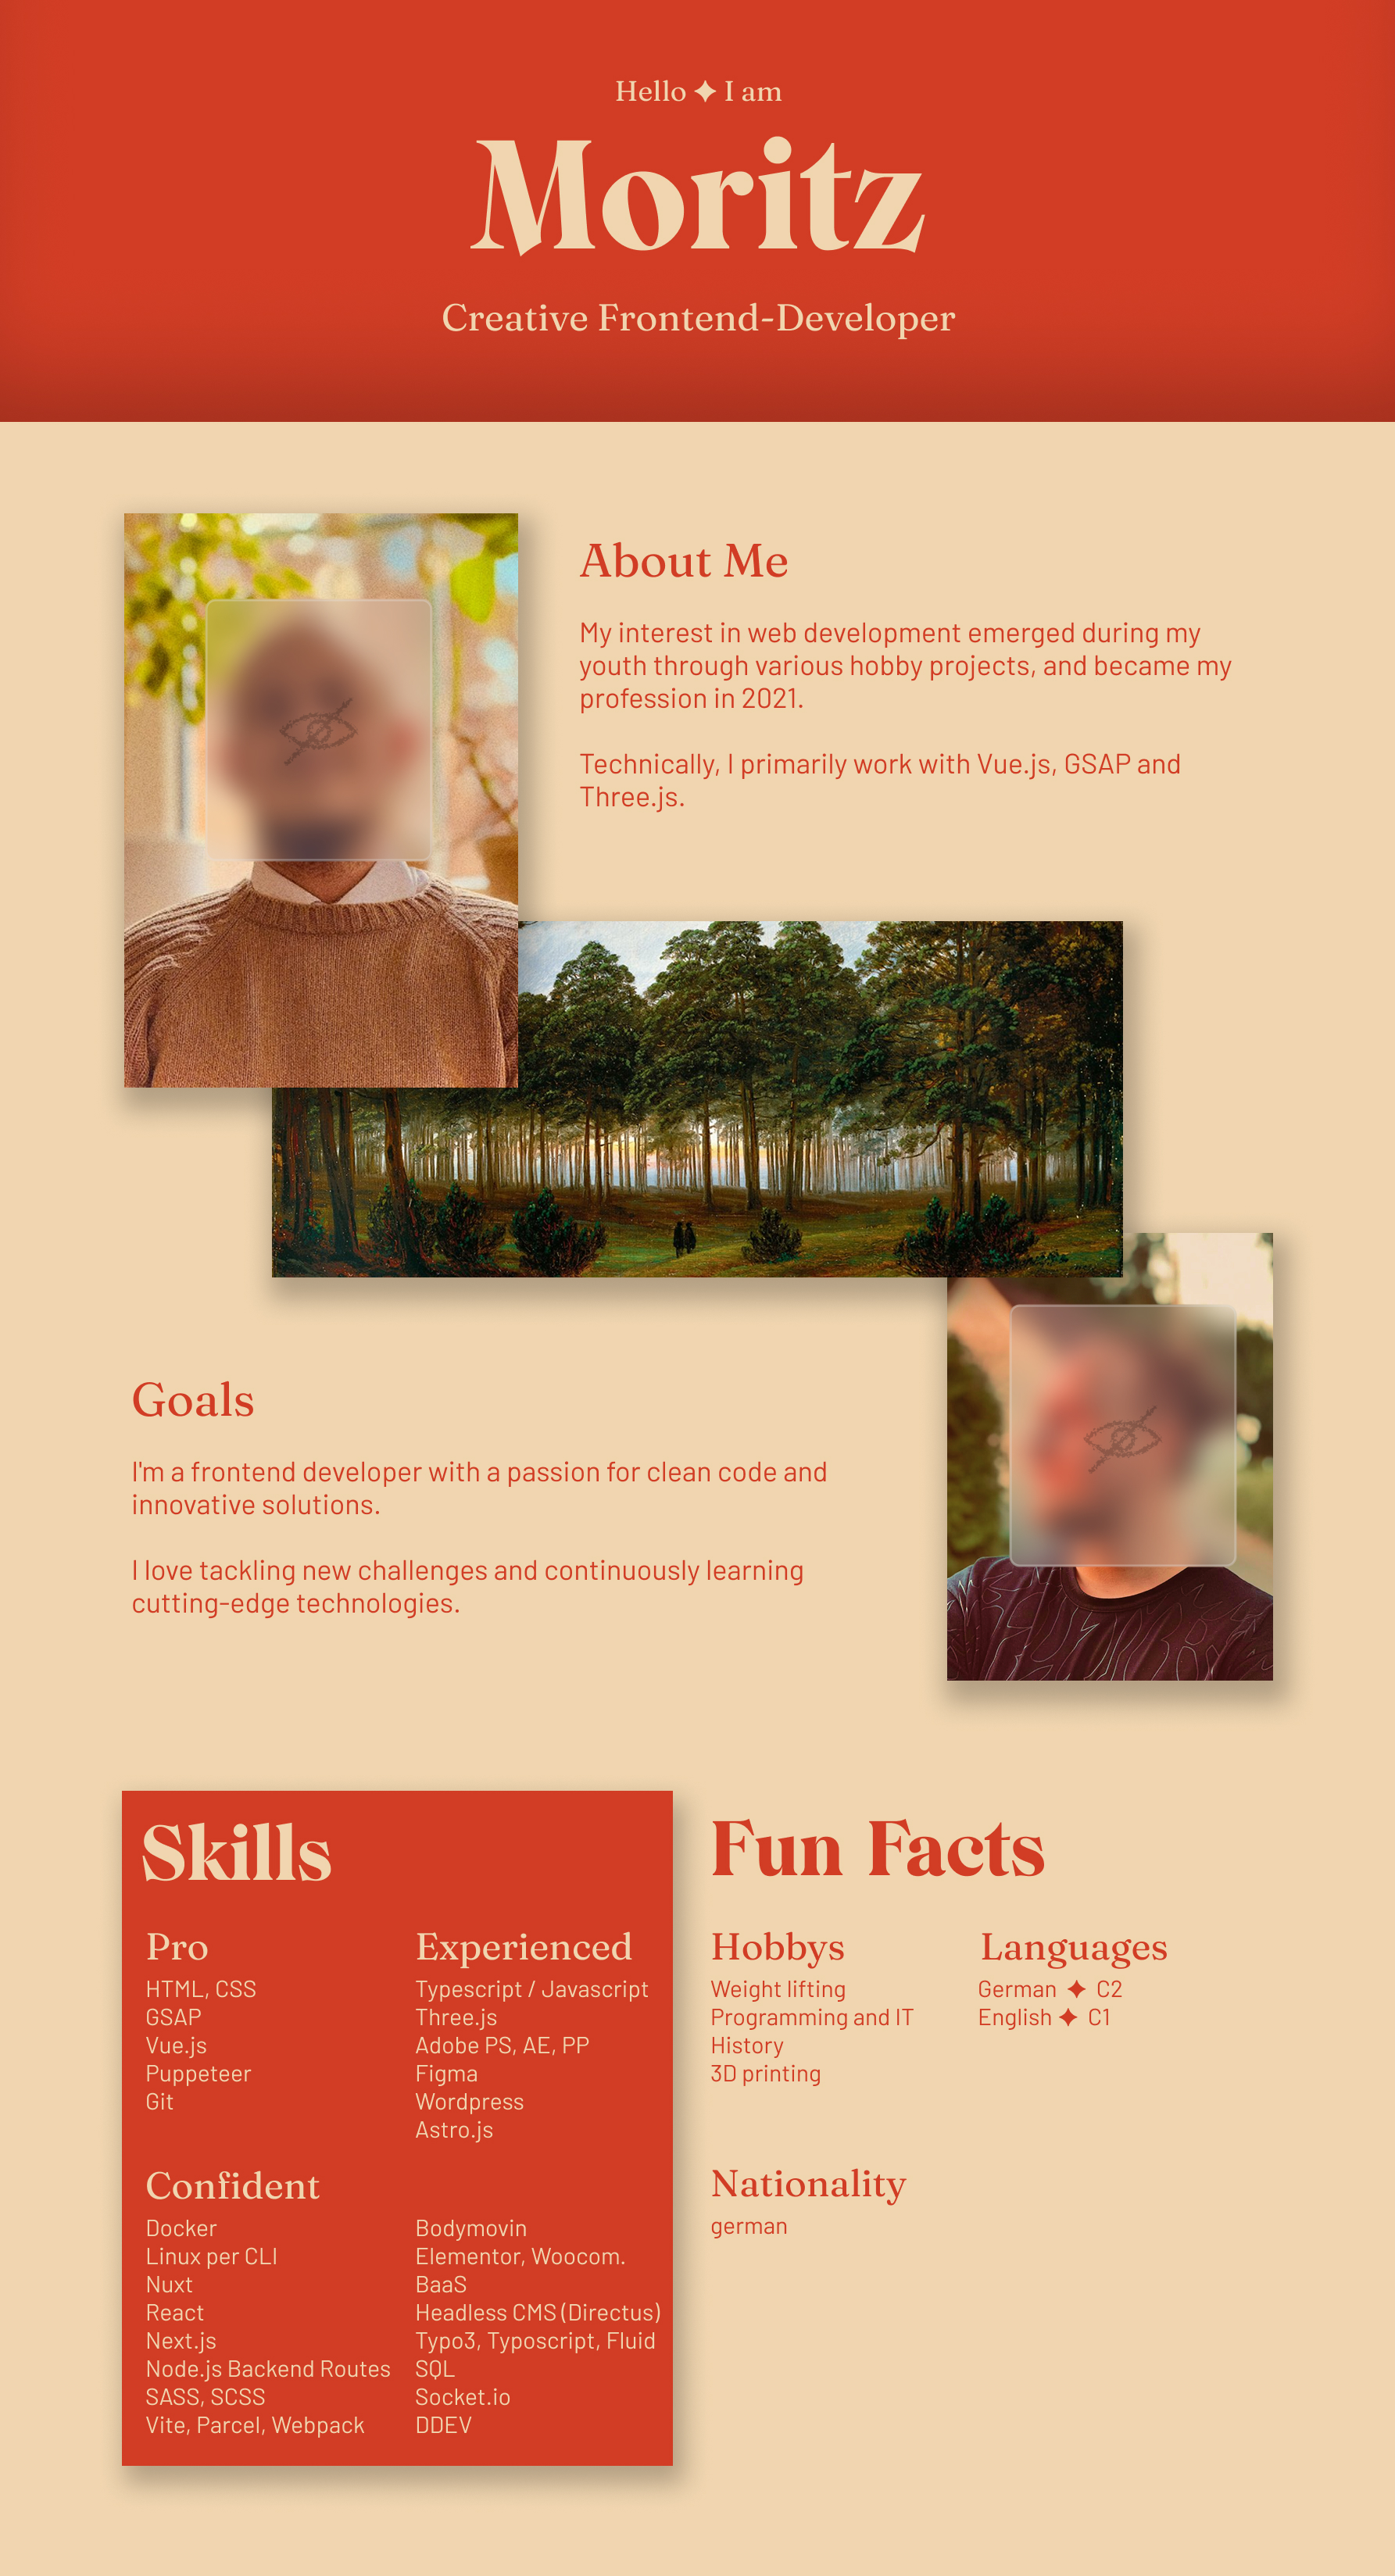 Hello ✦ I am
Moritz
Creative Frontend-Developer
About Me
My interest in web development emerged during my
youth through various hobby projects, and became my
profession in 2021.
Technically, I primarily work with Vue.js, GSAP and
Three.js.
Goals
I'm a frontend developer with a passion for clean code and
innovative solutions.
I love tackling new challenges and continuously learning
cutting-edge technologies.
Skills
Pro
HTML, CSS
GSAP
Vue.js
Puppeteer
Git
Experienced
Typescript / Javascript
Three.js
Adobe PS, AE, PP
Figma
Wordpress
Astro.js
Confident
Docker
Linux per CLI
Nuxt
React
Next.js
Node.js Backend Routes
SASS, SCSS
Vite, Parcel, Webpack
Bodymovin
Elementor, Woocom.
BaaS
Headless CMS (Directus)
Typo3, Typoscript, Fluid
SQL
Socket.io
DDEV
Fun Facts
Hobbys
Weight lifting
Programming and IT
History
3D printing
Languages
German ✦ C2
English ✦ C1
Nationality
german